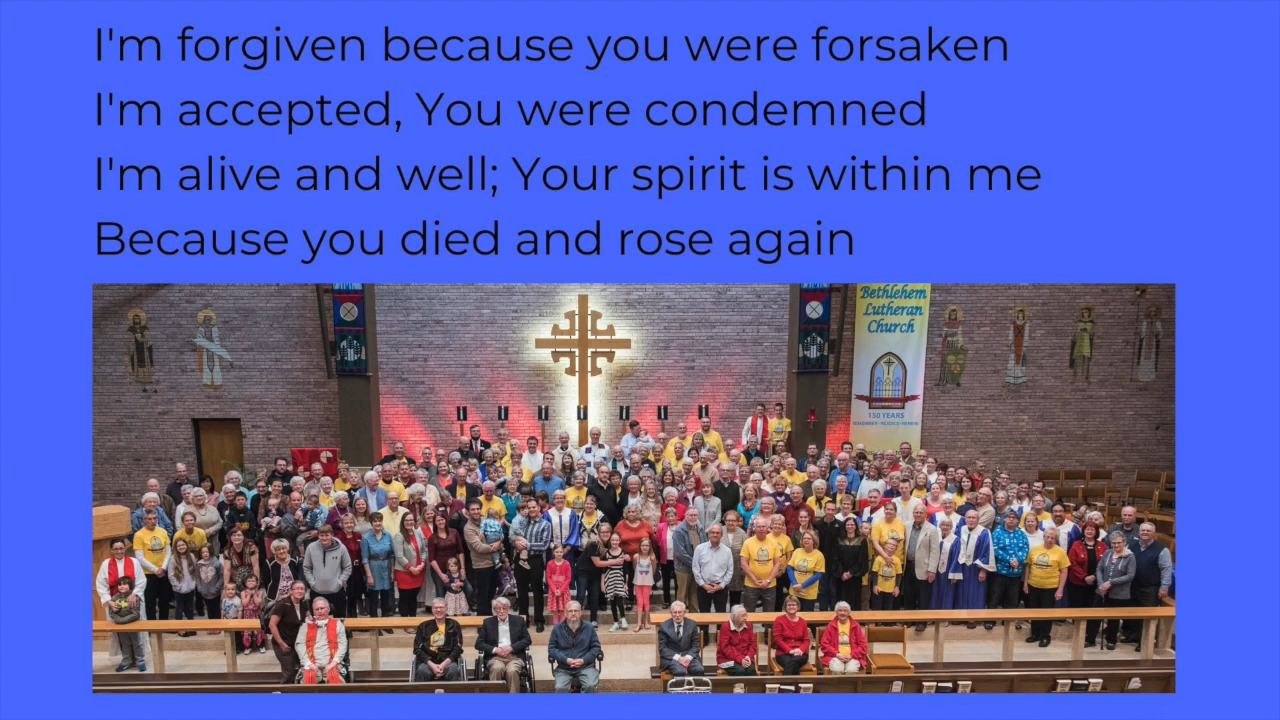 I'm forgiven because you were forsaken
I'm accepted, You were condemned
I'm alive and well; Your spirit is within me
Because you died and rose again
Bethlehem
Lutheran
Church
150 YEARS